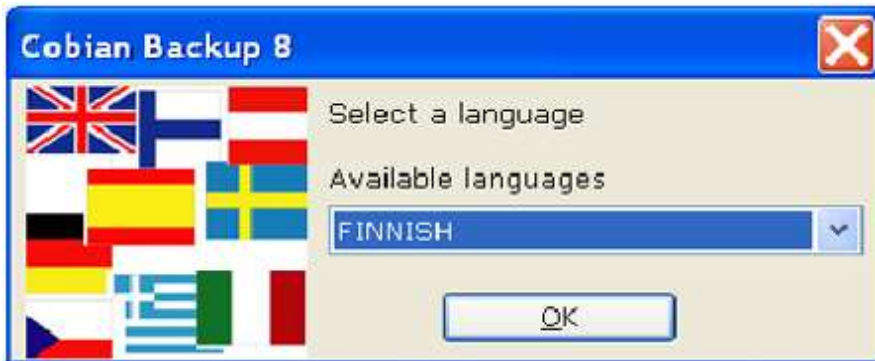 Cobian Backup 8
Select a language
Available languages
FINNISH
OK